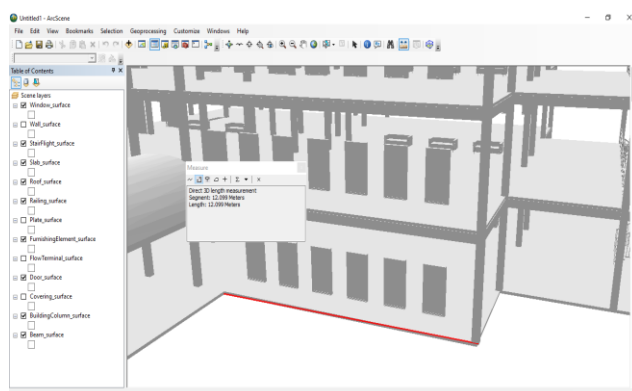 Untitled1 - ArcScene
File Edit View Bookmarks Selection Geoprocessing Customize Windows Help
Table of Contents
Scene layers
Window_surface
Wall_surface
StairFlight_surface
Slab_surface
Roof_surface
Railing_surface
Plate_surface
FurnishingElement_surface
FlowTerminal_surface
Door_surface
Covering_surface
BuildingColumn_surface
Beam_surface
Measure
Direct 3D length measurement
Segment: 12.099 Meters
Length: 12.099 Meters